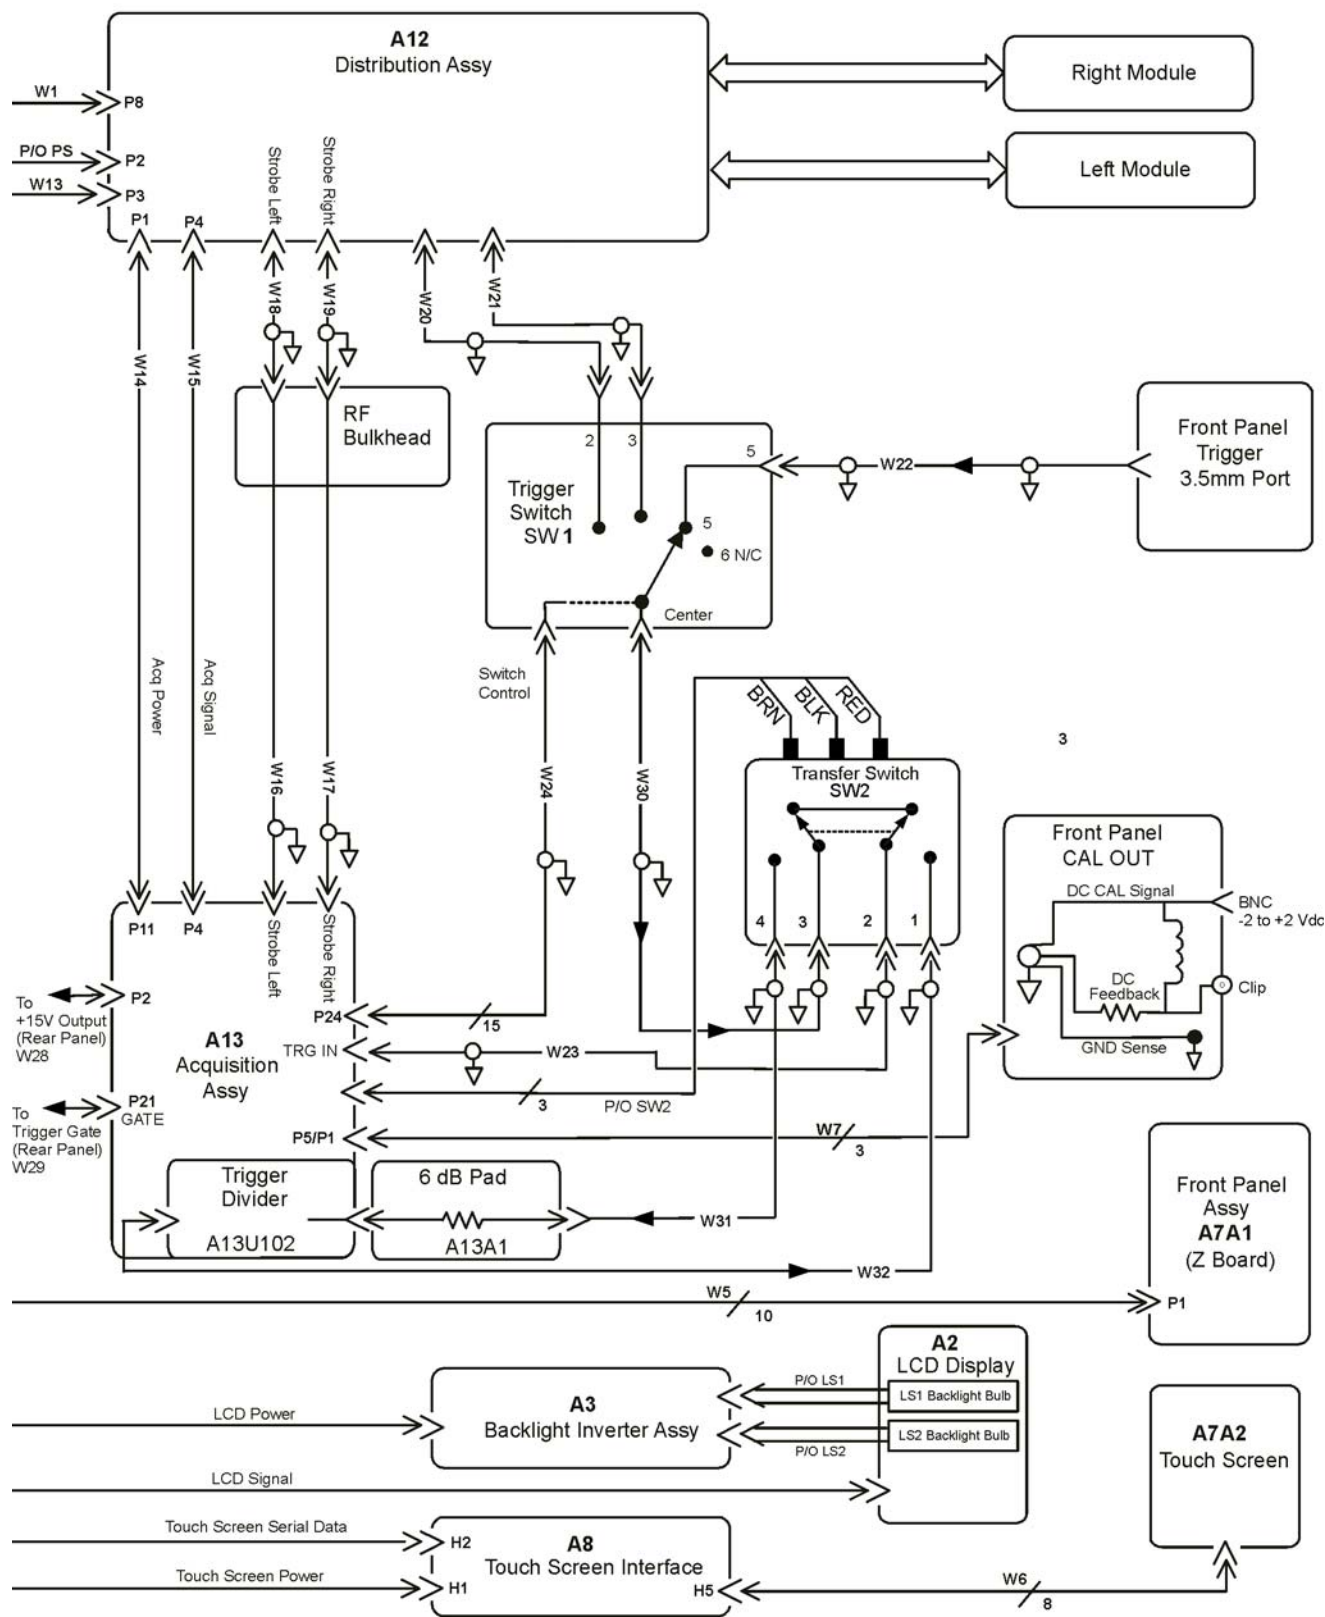 A12
Distribution Assy
Right Module
Left Module
W1
P8
P/O PS
P2
W13
P3
P1
P4
Strobe Left
Strobe Right
W18
W19
W20
W21
W14
W15
RF
Bulkhead
2
3
5
Trigger
Switch
SW1
5
6 N/C
Center
W22
Front Panel
Trigger
3.5mm Port
Acq Power
Acq Signal
Switch
Control
W16
W17
W24
W30
BRN
BLK
RED
3
Transfer Switch
SW2
4
3
2
1
Front Panel
CAL OUT
DC CAL Signal
BNC
-2 to +2 Vdc
DC
Feedback
Clip
GND Sense
P11
P4
Strobe Left
Strobe Right
To
+15V Output
(Rear Panel)
W28
P2
P24
15
A13
Acquisition
Assy
TRG IN
W23
3
P/O SW2
To
Trigger Gate
(Rear Panel)
W29
P21
GATE
P5/P1
W7
3
Trigger
Divider
A13U102
6 dB Pad
A13A1
W31
W32
Front Panel
Assy
A7A1
(Z Board)
P1
W5
10
A2
LCD Display
LS1 Backlight Bulb
LS2 Backlight Bulb
P/O LS1
P/O LS2
LCD Power
A3
Backlight Inverter Assy
LCD Signal
A7A2
Touch Screen
Touch Screen Serial Data
H2
A8
Touch Screen Interface
Touch Screen Power
H1
H5
W6
8